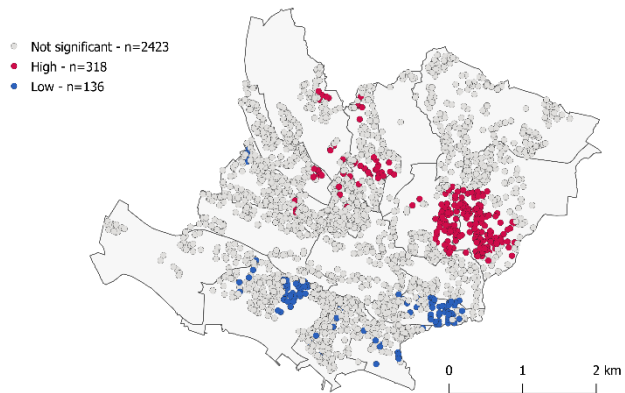 Not significant - n=2423
High - n=318
Low - n=136
0 1 2 km